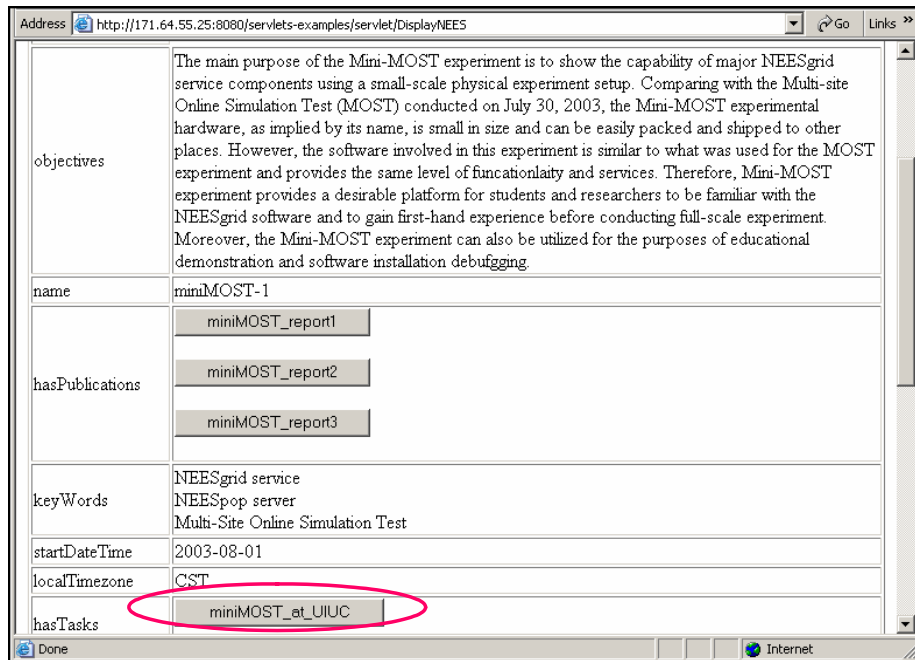 Address http://171.64.55.25:8080/servlets-examples/servlet/DisplayNEES Go Links »
The main purpose of the Mini-MOST experiment is to show the capability of major NEESgrid
service components using a small-scale physical experiment setup. Comparing with the Multi-site
Online Simulation Test (MOST) conducted on July 30, 2003, the Mini-MOST experimental
hardware, as implied by its name, is small in size and can be easily packed and shipped to other
places. However, the software involved in this experiment is similar to what was used for the MOST
objectives
experiment and provides the same level of funcationlaity and services. Therefore, Mini-MOST
experiment provides a desirable platform for students and researchers to be familiar with the
NEESgrid software and to gain first-hand experience before conducting full-scale experiment.
Moreover, the Mini-MOST experiment can also be utilized for the purposes of educational
demonstration and software installation debufgging.
name miniMOST-1
hasPublications
miniMOST_report1
miniMOST_report2
miniMOST_report3
keyWords
NEESgrid service
NEESpop server
Multi-Site Online Simulation Test
startDateTime 2003-08-01
localTimezone CST
hasTasks miniMOST_at_UIUC
Done Internet